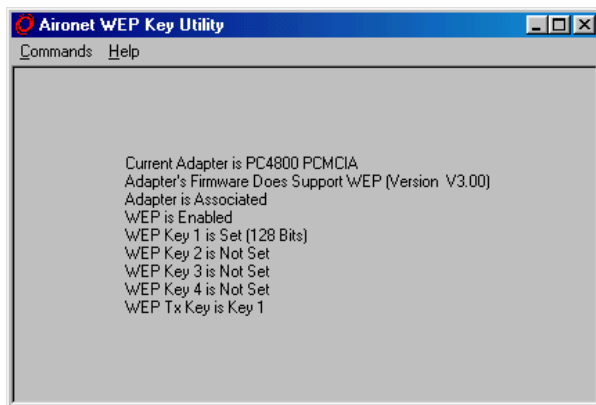 Aironet WEP Key Utility
Commands Help
Current Adapter is PC4800 PCMCIA
Adapter's Firmware Does Support WEP (Version V3.00)
Adapter is Associated
WEP is Enabled
WEP Key 1 is Set (128 Bits)
WEP Key 2 is Not Set
WEP Key 3 is Not Set
WEP Key 4 is Not Set
WEP Tx Key is Key 1